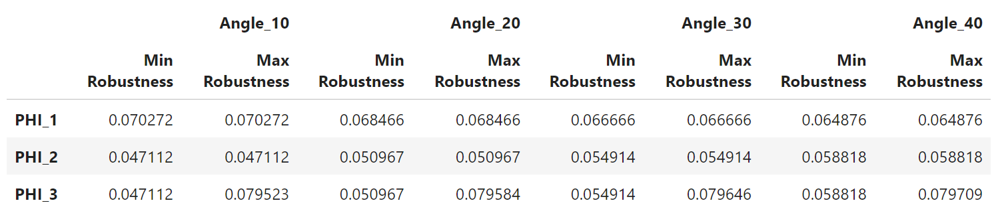 Angle_10 Angle_20 Angle_30 Angle_40
Min Max Min Max Min Max Min Max
Robustness Robustness Robustness Robustness Robustness Robustness Robustness Robustness
PHI_1 0.070272 0.070272 0.068466 0.068466 0.066666 0.066666 0.064876 0.064876
PHI_2 0.047112 0.047112 0.050967 0.050967 0.054914 0.054914 0.058818 0.058818
PHI_3 0.047112 0.079523 0.050967 0.079584 0.054914 0.079646 0.058818 0.079709